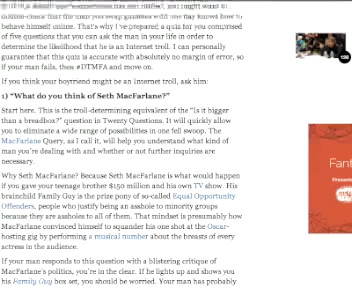 behave himself online. That's why I've prepared a quiz for you comprised
of five questions that you can ask the man in your life in order to
determine the likelihood that he is an Internet troll. I can personally
guarantee that this quiz is accurate with absolutely no margin of error, so
if your man fails, then #DTMFA and move on.
If you think your boyfriend might be an Internet troll, ask him:
1) "What do you think of Seth MacFarlane?"
Start here. This is the troll-determining equivalent of the "Is it bigger
than a breadbox?" question in Twenty Questions. It will quickly allow
you to eliminate a wide range of possibilities in one fell swoop. The
MacFarlane Query, as I call it, will help you understand what kind of
man you're dealing with and whether or not further inquiries are
necessary.
Why Seth MacFarlane? Because Seth MacFarlane is what would happen
if you gave your teenage brother $150 million and his own TV show. His
brainchild Family Guy is the prize pony of so-called Equal Opportunity
Offenders, people who justify being an asshole to minority groups
because they are assholes to all of them. That mindset is presumably how
MacFarlane convinced himself to squander his one shot at the Oscar-
hosting gig by performing a musical number about the breasts of every
actress in the audience.
If your man responds to this question with a blistering critique of
MacFarlane's politics, you're in the clear. If he lights up and shows you
his Family Guy box set, you should be worried. Your man has probably
Fant